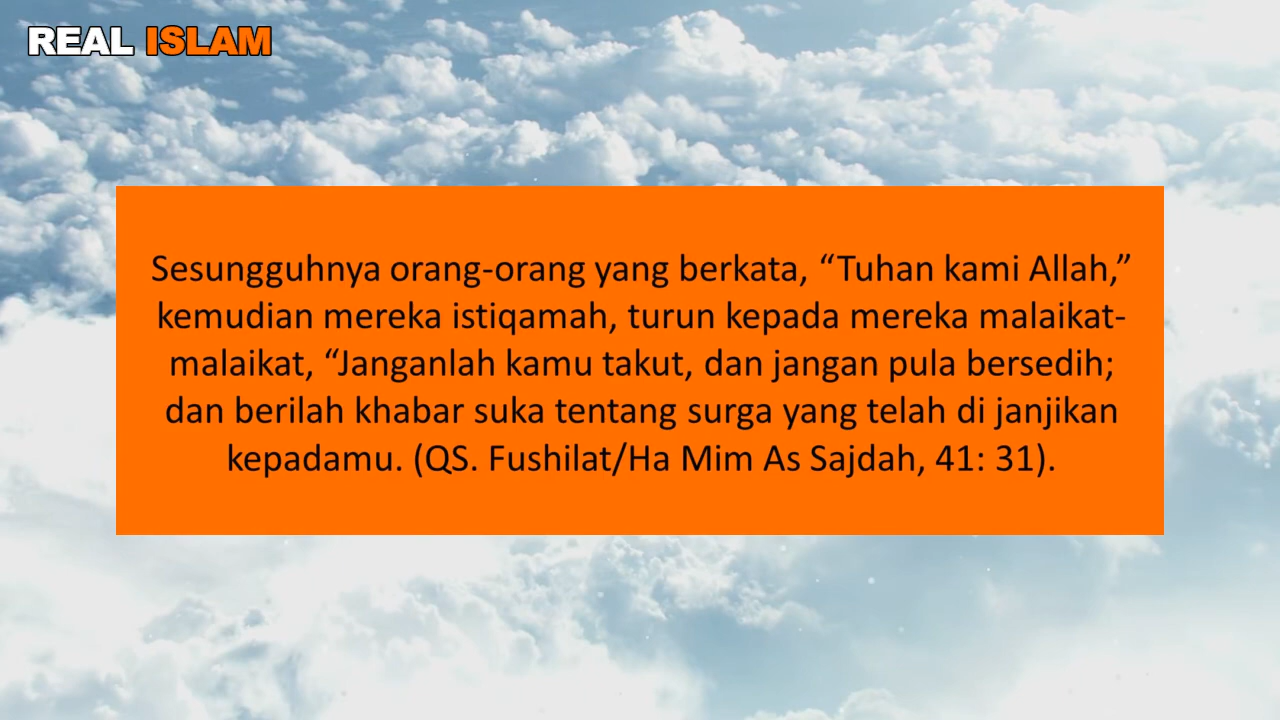 REAL ISLAM
Sesungguhnya orang-orang yang berkata, “Tuhan kami Allah,”
kemudian mereka istiqamah, turun kepada mereka malaikat-
malaikat, “Janganlah kamu takut, dan jangan pula bersedih;
dan berilah khabar suka tentang surga yang telah di janjikan
kepadamu. (QS. Fushilat/Ha Mim As Sajdah, 41: 31).